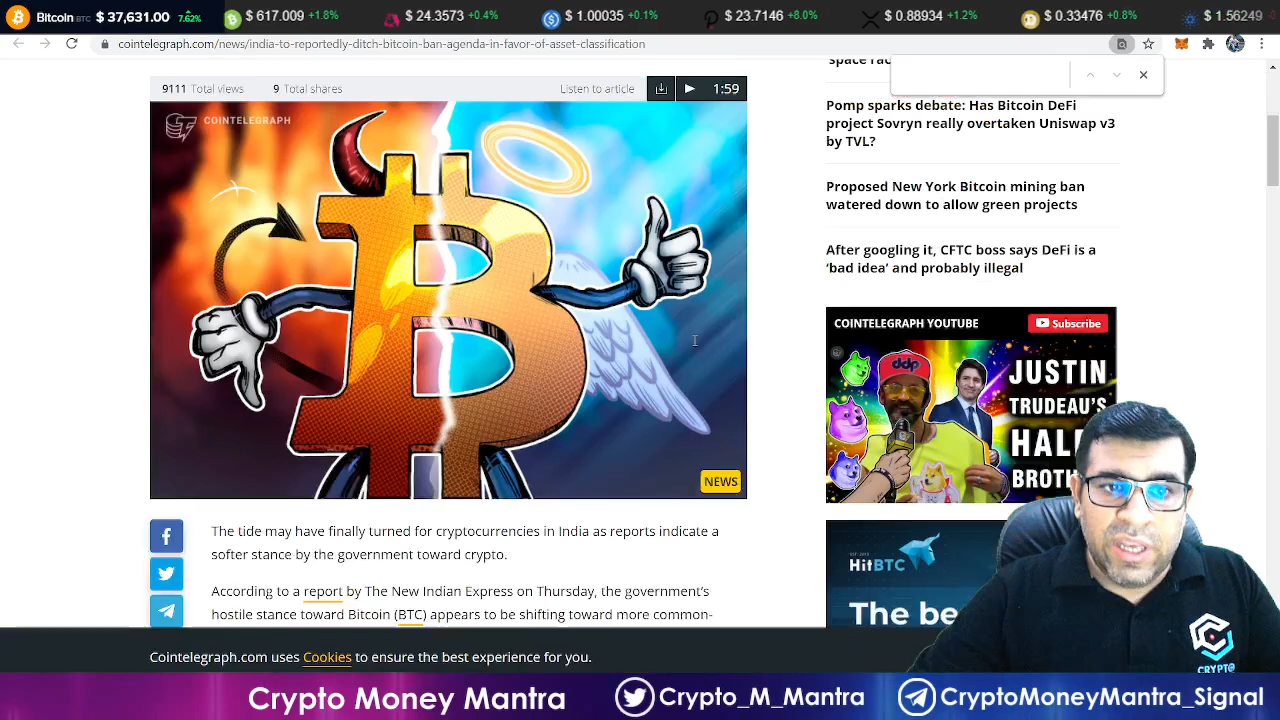 Bitcoin BTC $ 37,631.00 7.62% $ 617.009 +1.8% $ 24.3573 +0.4% $ 1.00035 +0.1% $ 23.7146 +8.0% $ 0.88934 +1.2% $ 0.33476 +0.8% $ 1.56249
cointelegraph.com/news/india-to-reportedly-ditch-bitcoin-ban-agenda-in-favor-of-asset-classification
9111 Total views 9 Total shares Listen to article 1:59
COINTELEGRAPH
NEWS
The tide may have finally turned for cryptocurrencies in India as reports indicate a
softer stance by the government toward crypto.
According to a report by The New Indian Express on Thursday, the government's
hostile stance toward Bitcoin (BTC) appears to be shifting toward more common-
Pomp sparks debate: Has Bitcoin DeFi
project Sovryn really overtaken Uniswap v3
by TVL?
Proposed New York Bitcoin mining ban
watered down to allow green projects
After googling it, CFTC boss says DeFi is a
‘bad idea’ and probably illegal
COINTELEGRAPH YOUTUBE Subscribe
ddp
JUSTIN
TRUDEAU'S
HitBTC
The be
CRYPT@
Cointelegraph.com uses Cookies to ensure the best experience for you.
Crypto Money Mantra Crypto_M_Mantra CryptoMoneyMantra_Signal